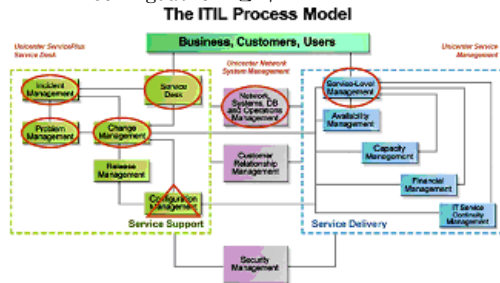 The ITIL Process Model
Business, Customers, Users
Unicenter ServicePlus
Service Desk
Unicenter Network
System Management
Unicenter Service
Management
Incident
Management
Service
Desk
Network,
Systems, DB
and Operations
Management
Service-Level
Management
Problem
Management
Change
Management
Availability
Management
Release
Management
Customer
Relationship
Management
Capacity
Management
Financial
Management
Configuration
Management
IT Service
Continuity
Management
Service Support
Service Delivery
Security
Management